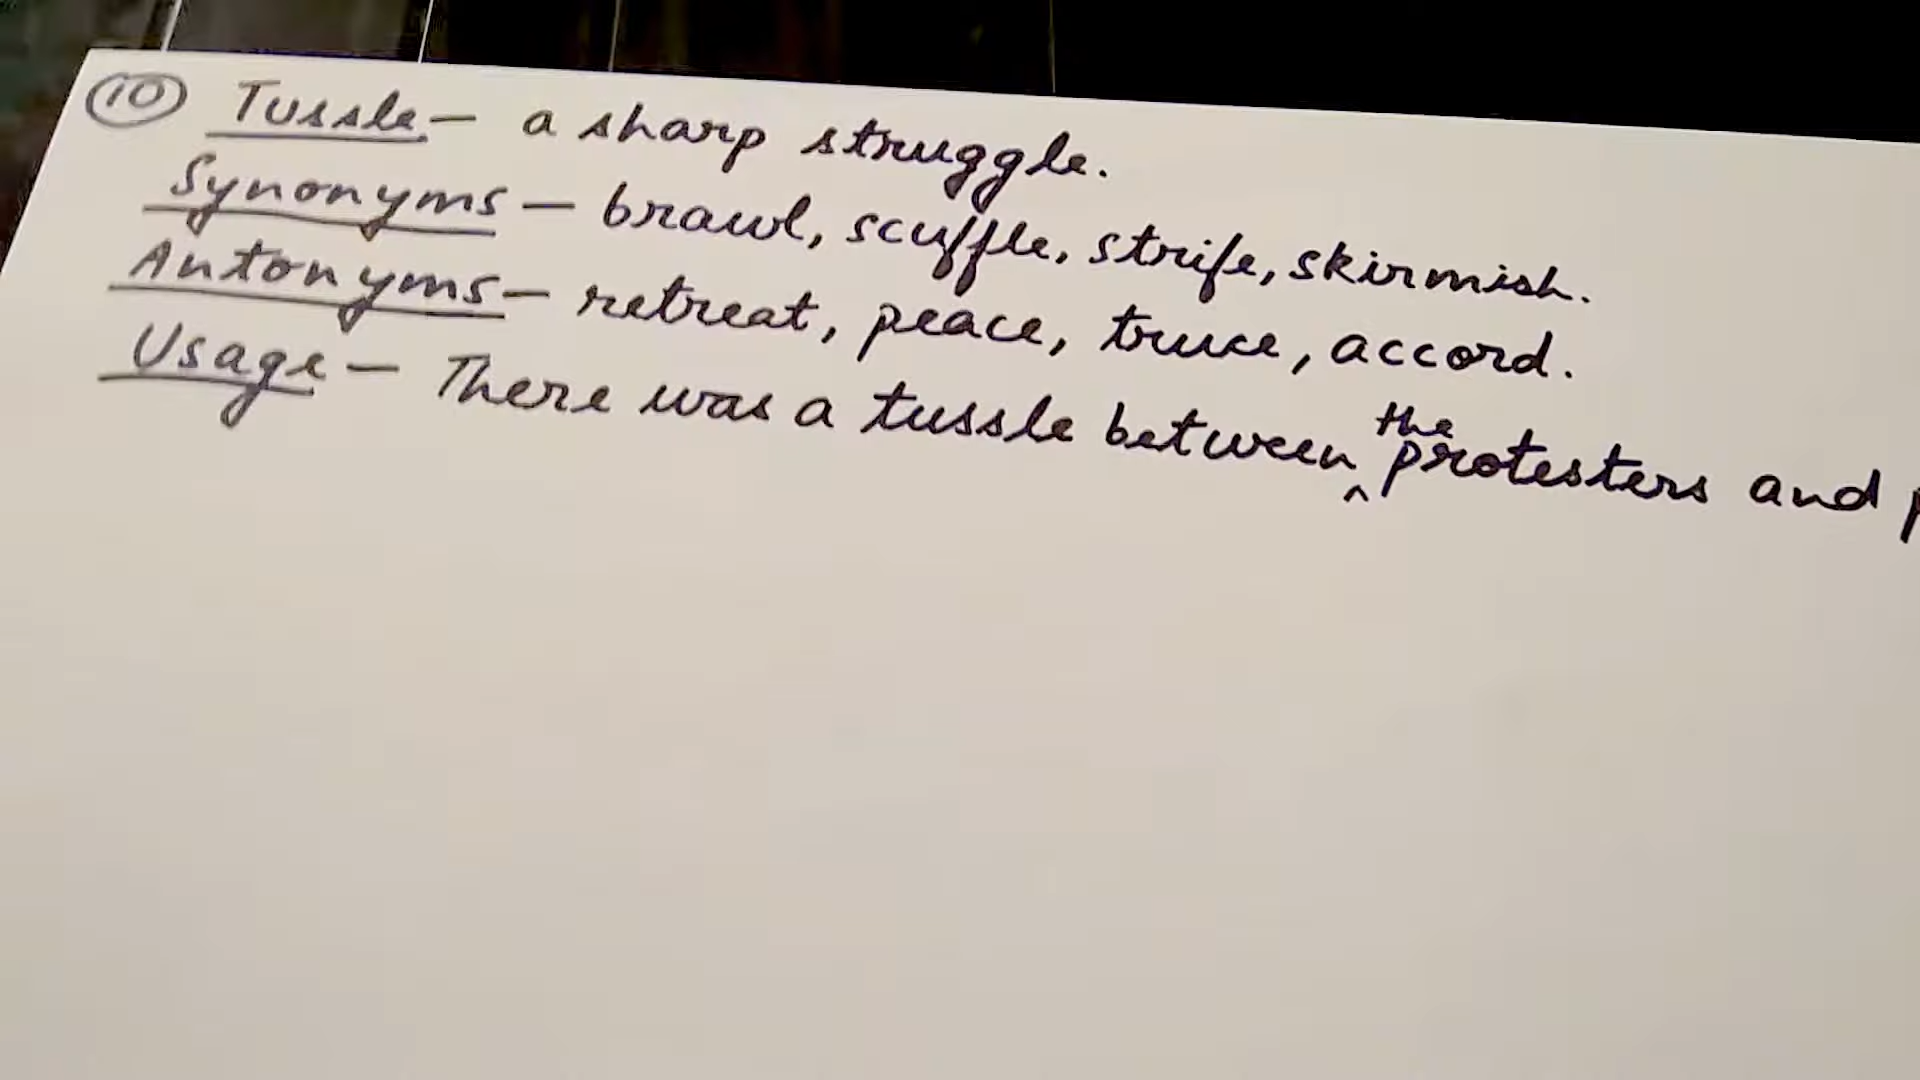 10 Tussle - a sharp struggle.
Synonyms - brawl, scuffle, strife, skirmish.
Antonyms - retreat, peace, truce, accord.
Usage - There was a tussle between ^the protesters and